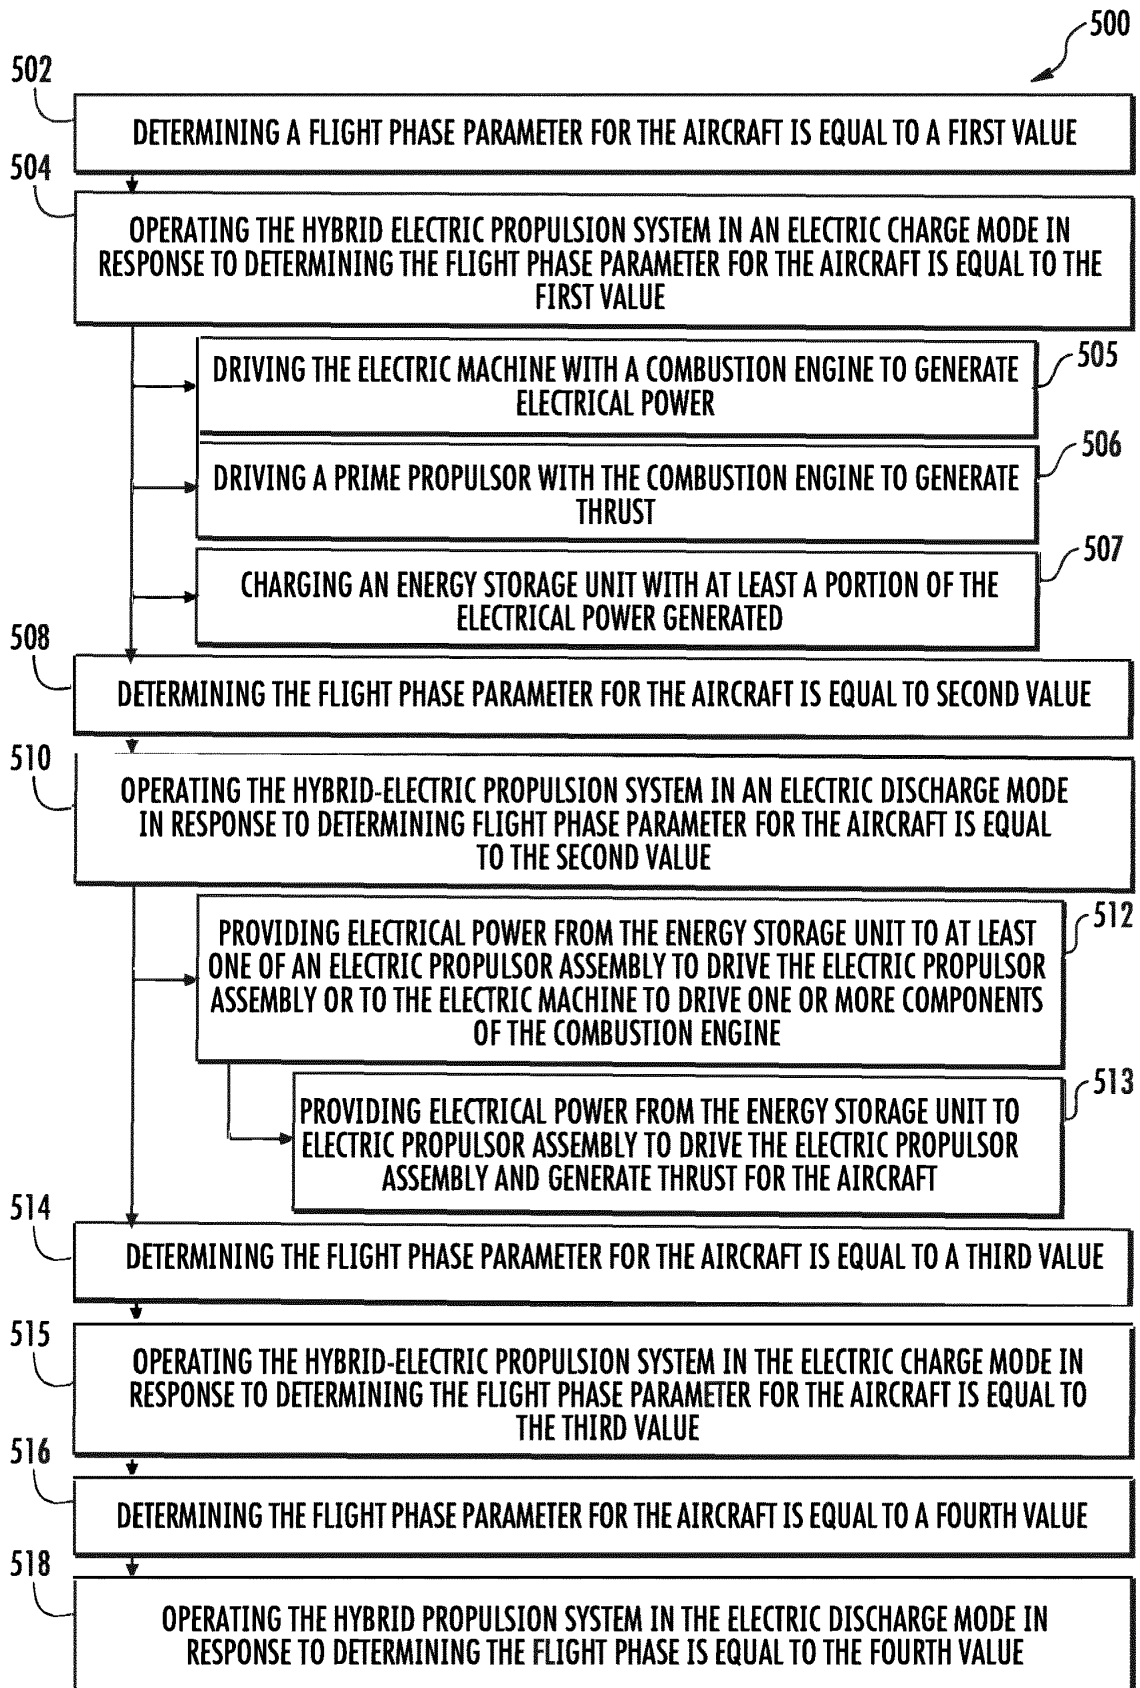 500
502
DETERMINING A FLIGHT PHASE PARAMETER FOR THE AIRCRAFT IS EQUAL TO A FIRST VALUE
504
OPERATING THE HYBRID ELECTRIC PROPULSION SYSTEM IN AN ELECTRIC CHARGE MODE IN
RESPONSE TO DETERMINING THE FLIGHT PHASE PARAMETER FOR THE AIRCRAFT IS EQUAL TO THE
FIRST VALUE
505
DRIVING THE ELECTRIC MACHINE WITH A COMBUSTION ENGINE TO GENERATE
ELECTRICAL POWER
506
DRIVING A PRIME PROPULSOR WITH THE COMBUSTION ENGINE TO GENERATE
THRUST
507
CHARGING AN ENERGY STORAGE UNIT WITH AT LEAST A PORTION OF THE
ELECTRICAL POWER GENERATED
508
DETERMINING THE FLIGHT PHASE PARAMETER FOR THE AIRCRAFT IS EQUAL TO SECOND VALUE
510
OPERATING THE HYBRID-ELECTRIC PROPULSION SYSTEM IN AN ELECTRIC DISCHARGE MODE
IN RESPONSE TO DETERMINING FLIGHT PHASE PARAMETER FOR THE AIRCRAFT IS EQUAL
TO THE SECOND VALUE
512
PROVIDING ELECTRICAL POWER FROM THE ENERGY STORAGE UNIT TO AT LEAST
ONE OF AN ELECTRIC PROPULSOR ASSEMBLY TO DRIVE THE ELECTRIC PROPULSOR
ASSEMBLY OR TO THE ELECTRIC MACHINE TO DRIVE ONE OR MORE COMPONENTS
OF THE COMBUSTION ENGINE
513
PROVIDING ELECTRICAL POWER FROM THE ENERGY STORAGE UNIT TO
ELECTRIC PROPULSOR ASSEMBLY TO DRIVE THE ELECTRIC PROPULSOR
ASSEMBLY AND GENERATE THRUST FOR THE AIRCRAFT
514
DETERMINING THE FLIGHT PHASE PARAMETER FOR THE AIRCRAFT IS EQUAL TO A THIRD VALUE
515
OPERATING THE HYBRID-ELECTRIC PROPULSION SYSTEM IN THE ELECTRIC CHARGE MODE IN
RESPONSE TO DETERMINING THE FLIGHT PHASE PARAMETER FOR THE AIRCRAFT IS EQUAL TO
THE THIRD VALUE
516
DETERMINING THE FLIGHT PHASE PARAMETER FOR THE AIRCRAFT IS EQUAL TO A FOURTH VALUE
518
OPERATING THE HYBRID PROPULSION SYSTEM IN THE ELECTRIC DISCHARGE MODE IN
RESPONSE TO DETERMINING THE FLIGHT PHASE IS EQUAL TO THE FOURTH VALUE